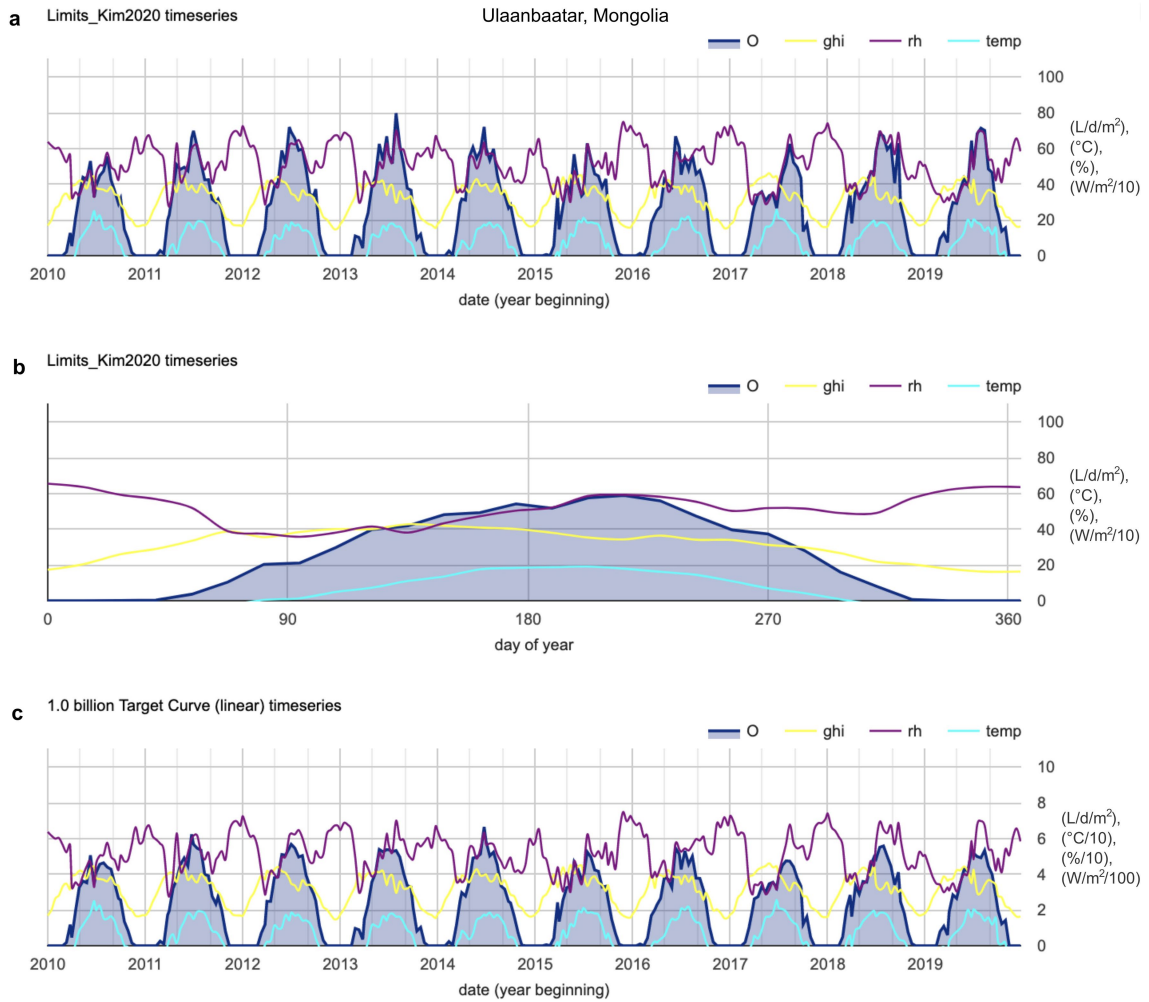 a
Limits_Kim2020 timeseries
Ulaanbaatar, Mongolia
O ghi rh temp
100
80
60
40
20
0
(L/d/m²),
(°C),
(%),
(W/m²/10)
2010 2011 2012 2013 2014 2015 2016 2017 2018 2019
date (year beginning)
b
Limits_Kim2020 timeseries
O ghi rh temp
100
80
60
40
20
0
(L/d/m²),
(°C),
(%),
(W/m²/10)
0 90 180 270 360
day of year
c
1.0 billion Target Curve (linear) timeseries
O ghi rh temp
10
8
6
4
2
0
(L/d/m²),
(°C/10),
(%/10),
(W/m²/100)
2010 2011 2012 2013 2014 2015 2016 2017 2018 2019
date (year beginning)